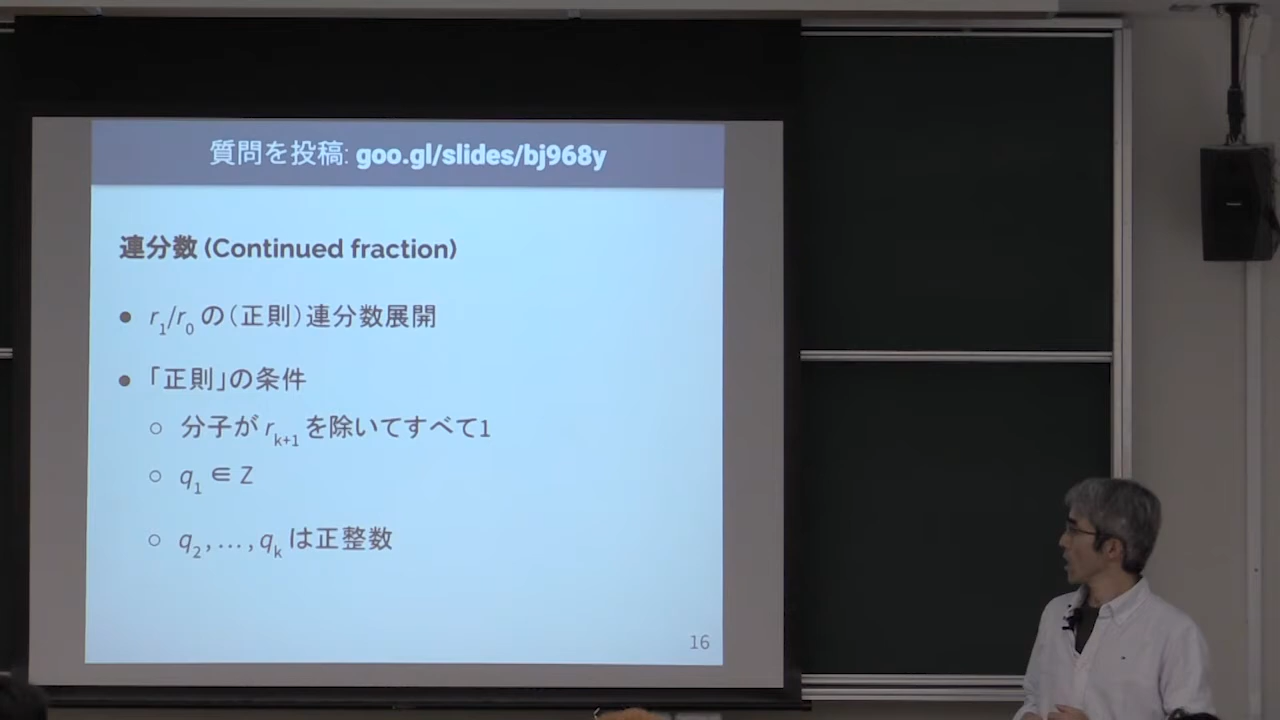 質問を投稿: goo.gl/slides/bj968y
連分数 (Continued fraction)
● r1/r0 の（正則）連分数展開
● 「正則」の条件
○ 分子が rk+1 を除いてすべて1
○ q1 ∈ Z
○ q2 , … , qk は正整数
16